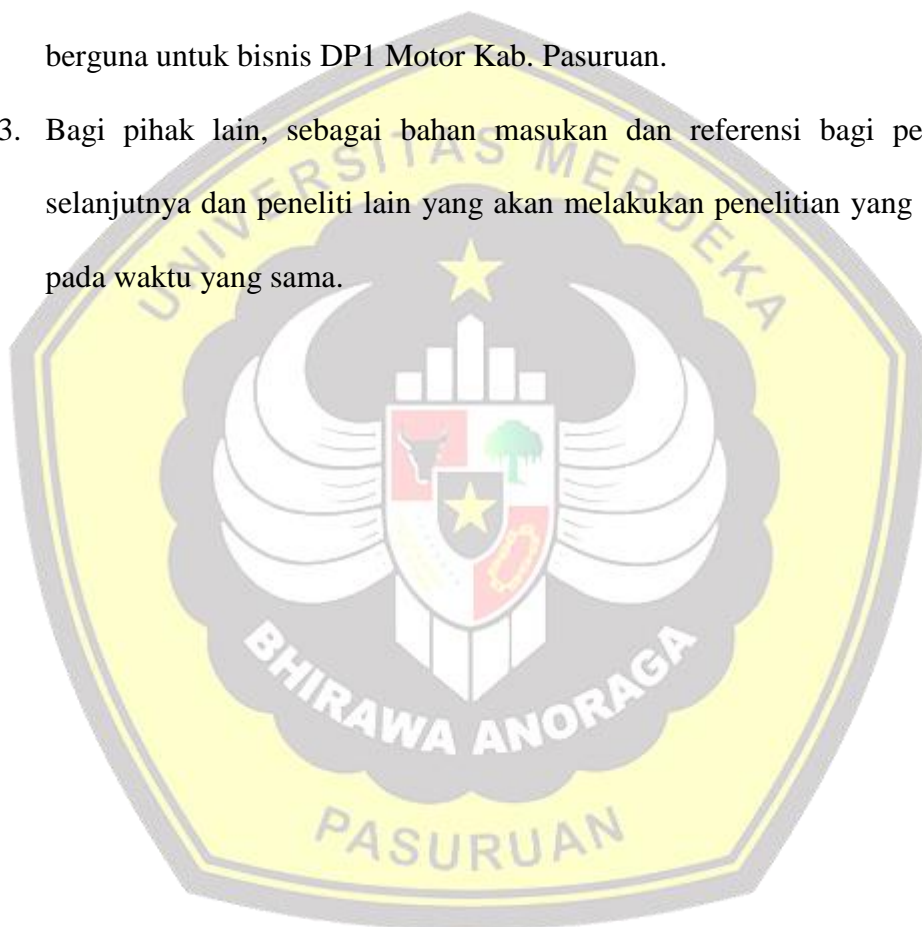 berguna untuk bisnis DP1 Motor Kab. Pasuruan.
3. Bagi pihak lain, sebagai bahan masukan dan referensi bagi
selanjutnya dan peneliti lain yang akan melakukan penelitian yang
pada waktu yang sama.
UNIVERSITAS MERDEKA
BHIRAWA ANORAGA
PASURUAN